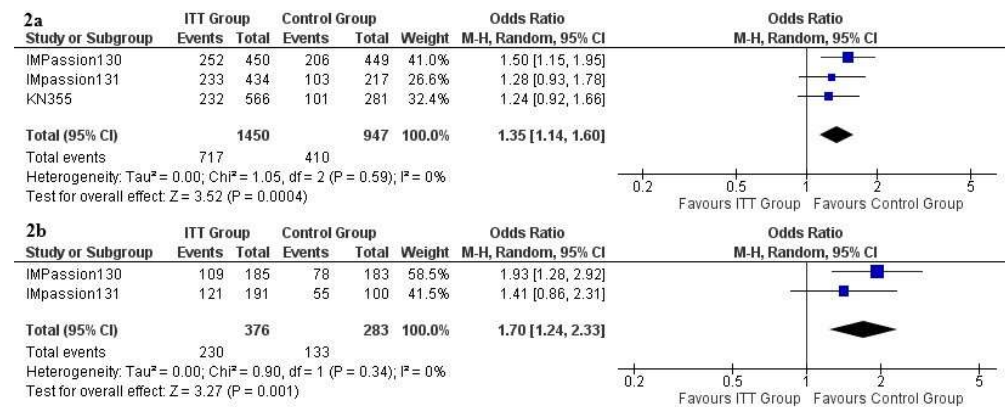 2a
ITT Group Control Group Odds Ratio Odds Ratio
Study or Subgroup Events Total Events Total Weight M-H, Random, 95% CI M-H, Random, 95% CI
IMPassion130 252 450 206 449 41.0% 1.50 [1.15, 1.95]
IMpassion131 233 434 103 217 26.6% 1.28 [0.93, 1.78]
KN355 232 566 101 281 32.4% 1.24 [0.92, 1.66]
Total (95% CI) 1450 947 100.0% 1.35 [1.14, 1.60]
Total events 717 410
Heterogeneity: Tau² = 0.00; Chi² = 1.05, df = 2 (P = 0.59); I² = 0%
Test for overall effect: Z = 3.52 (P = 0.0004)
0.2 0.5 1 2 5
Favours ITT Group Favours Control Group
2b
ITT Group Control Group Odds Ratio Odds Ratio
Study or Subgroup Events Total Events Total Weight M-H, Random, 95% CI M-H, Random, 95% CI
IMPassion130 109 185 78 183 58.5% 1.93 [1.28, 2.92]
IMpassion131 121 191 55 100 41.5% 1.41 [0.86, 2.31]
Total (95% CI) 376 283 100.0% 1.70 [1.24, 2.33]
Total events 230 133
Heterogeneity: Tau² = 0.00; Chi² = 0.90, df = 1 (P = 0.34); I² = 0%
Test for overall effect: Z = 3.27 (P = 0.001)
0.2 0.5 1 2 5
Favours ITT Group Favours Control Group